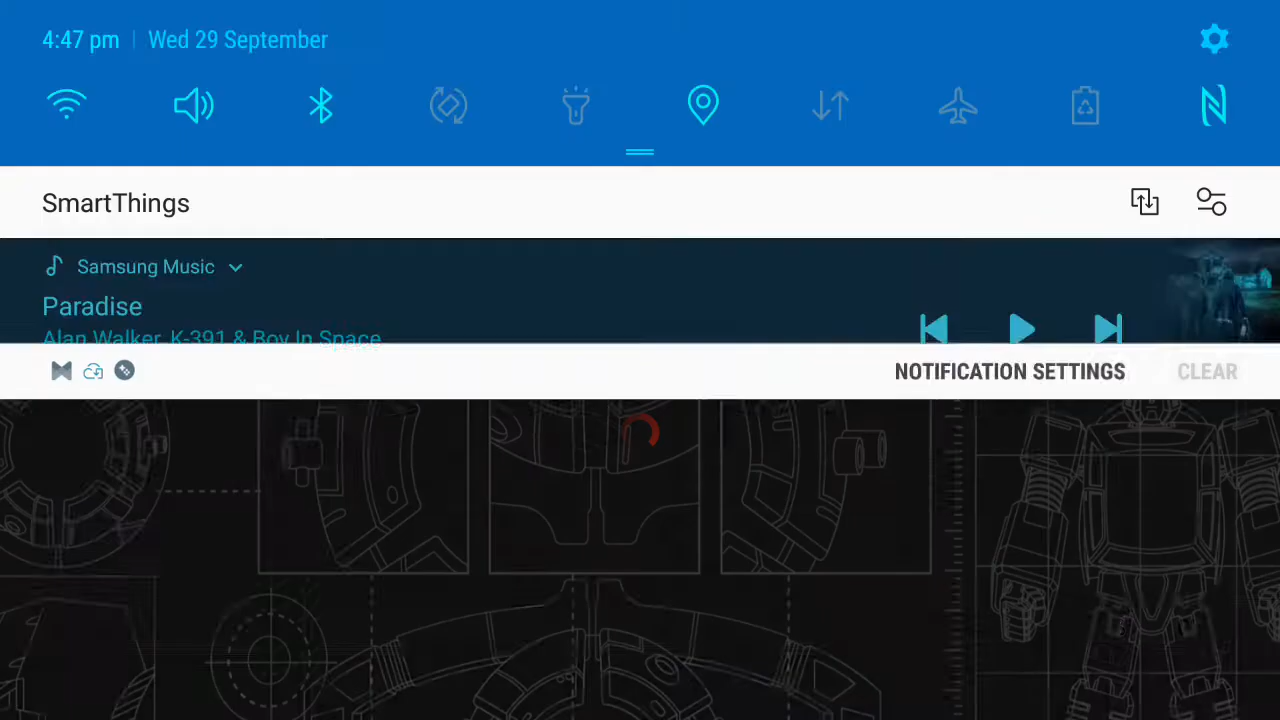 4:47 pm | Wed 29 September
SmartThings
Samsung Music
Paradise
Alan Walker, K-391 & Boy In Space
NOTIFICATION SETTINGS CLEAR